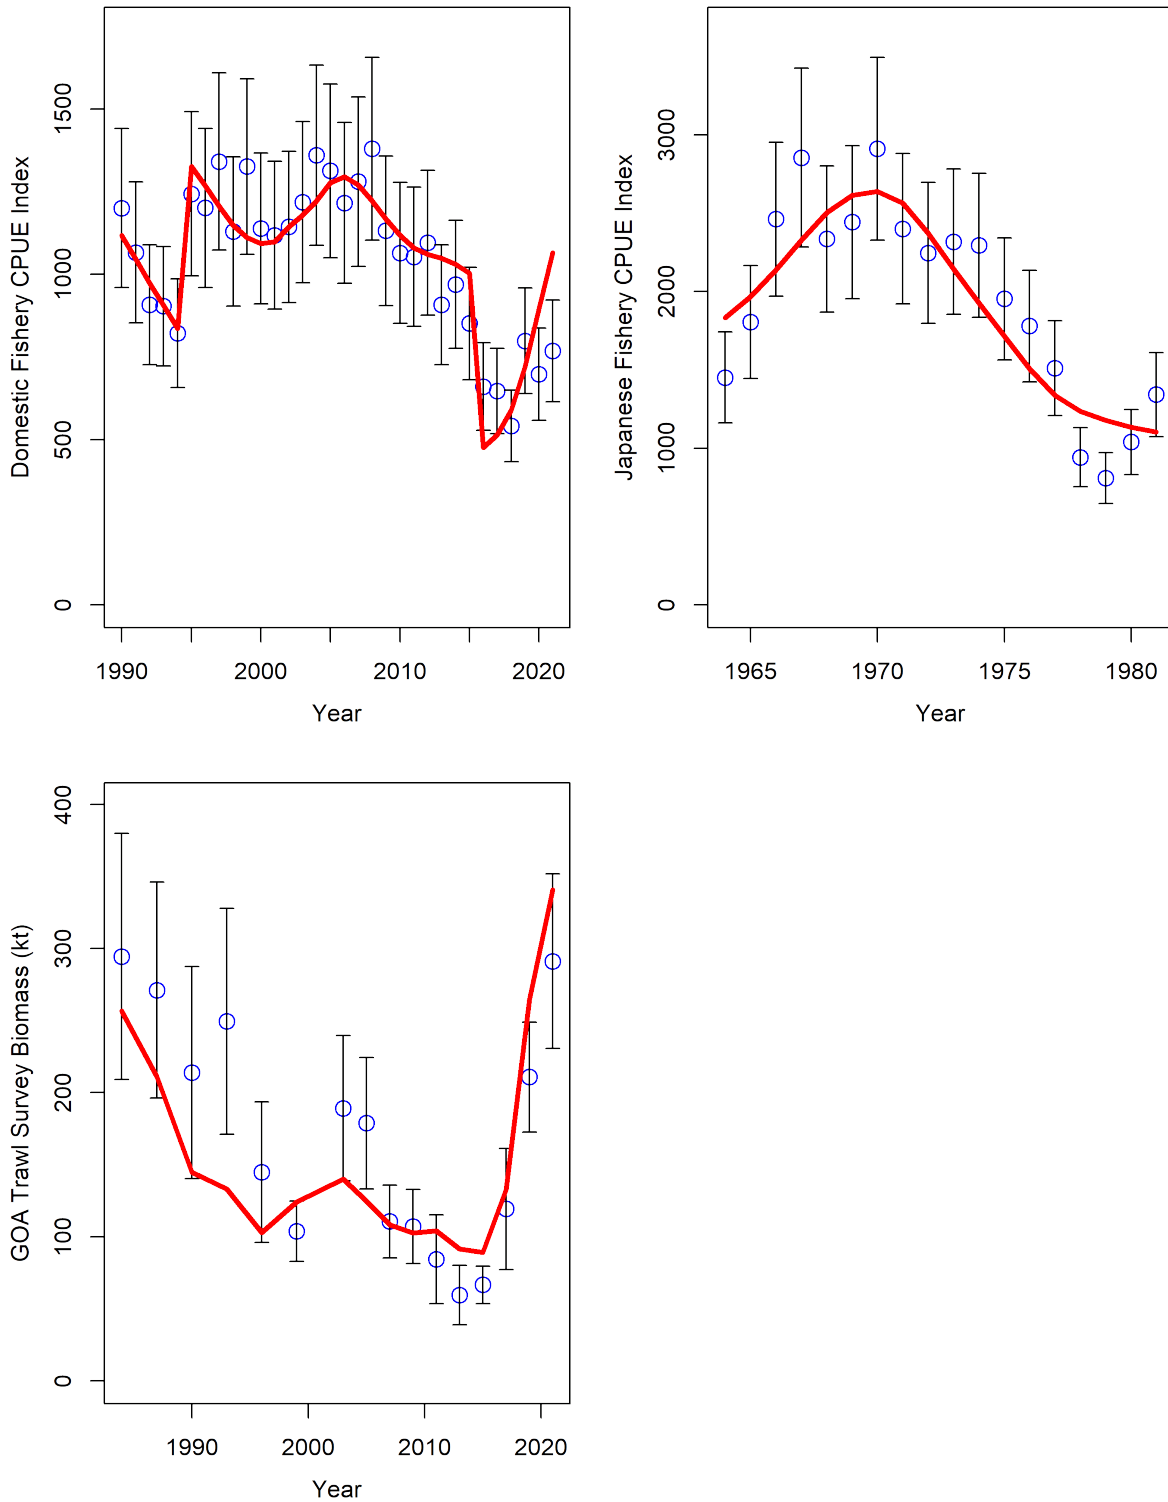 Domestic Fishery CPUE Index
0 500 1000 1500
1990 2000 2010 2020
Year
Japanese Fishery CPUE Index
0 1000 2000 3000
1965 1970 1975 1980
Year
GOA Trawl Survey Biomass (kt)
0 100 200 300 400
1990 2000 2010 2020
Year